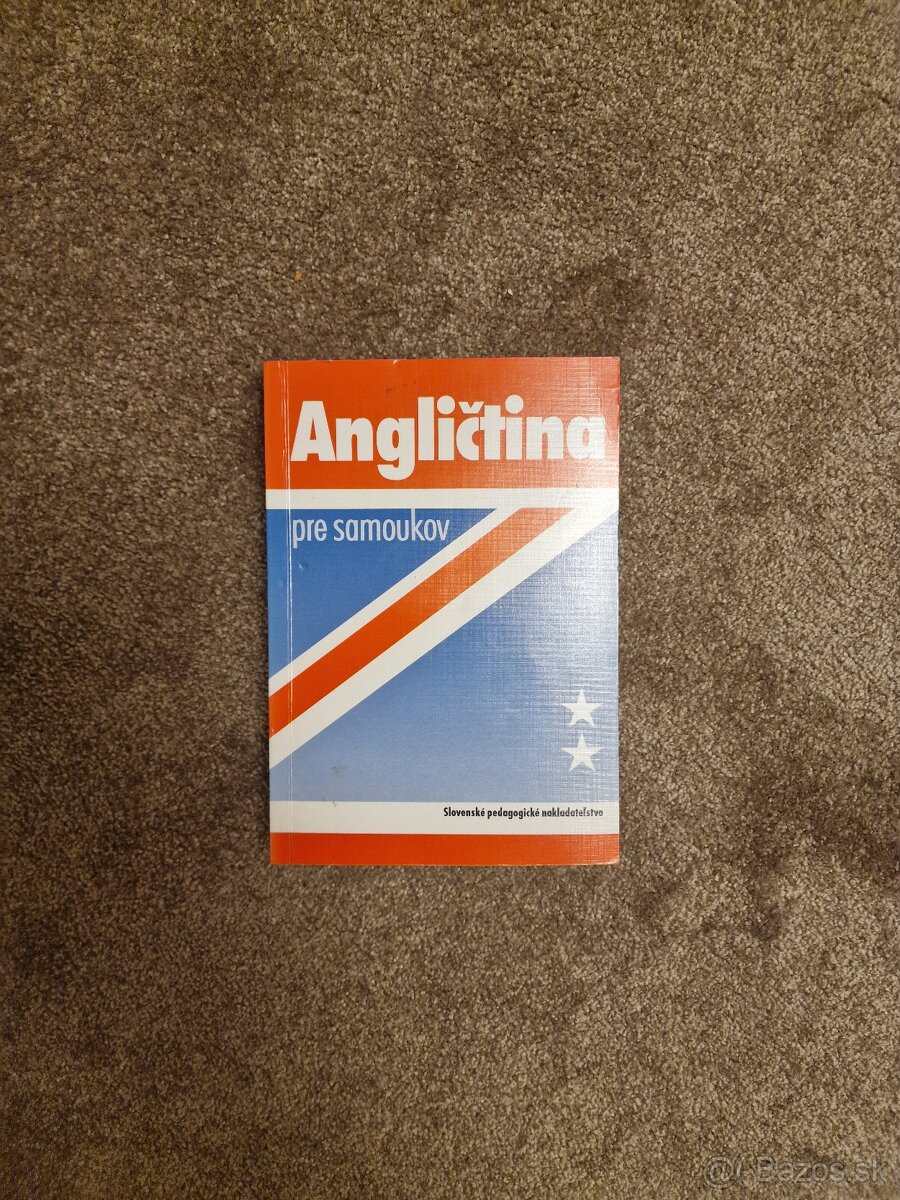 Angličtina
pre samoukov
Slovenské pedagogické nakladateľstvo
Bazos.sk